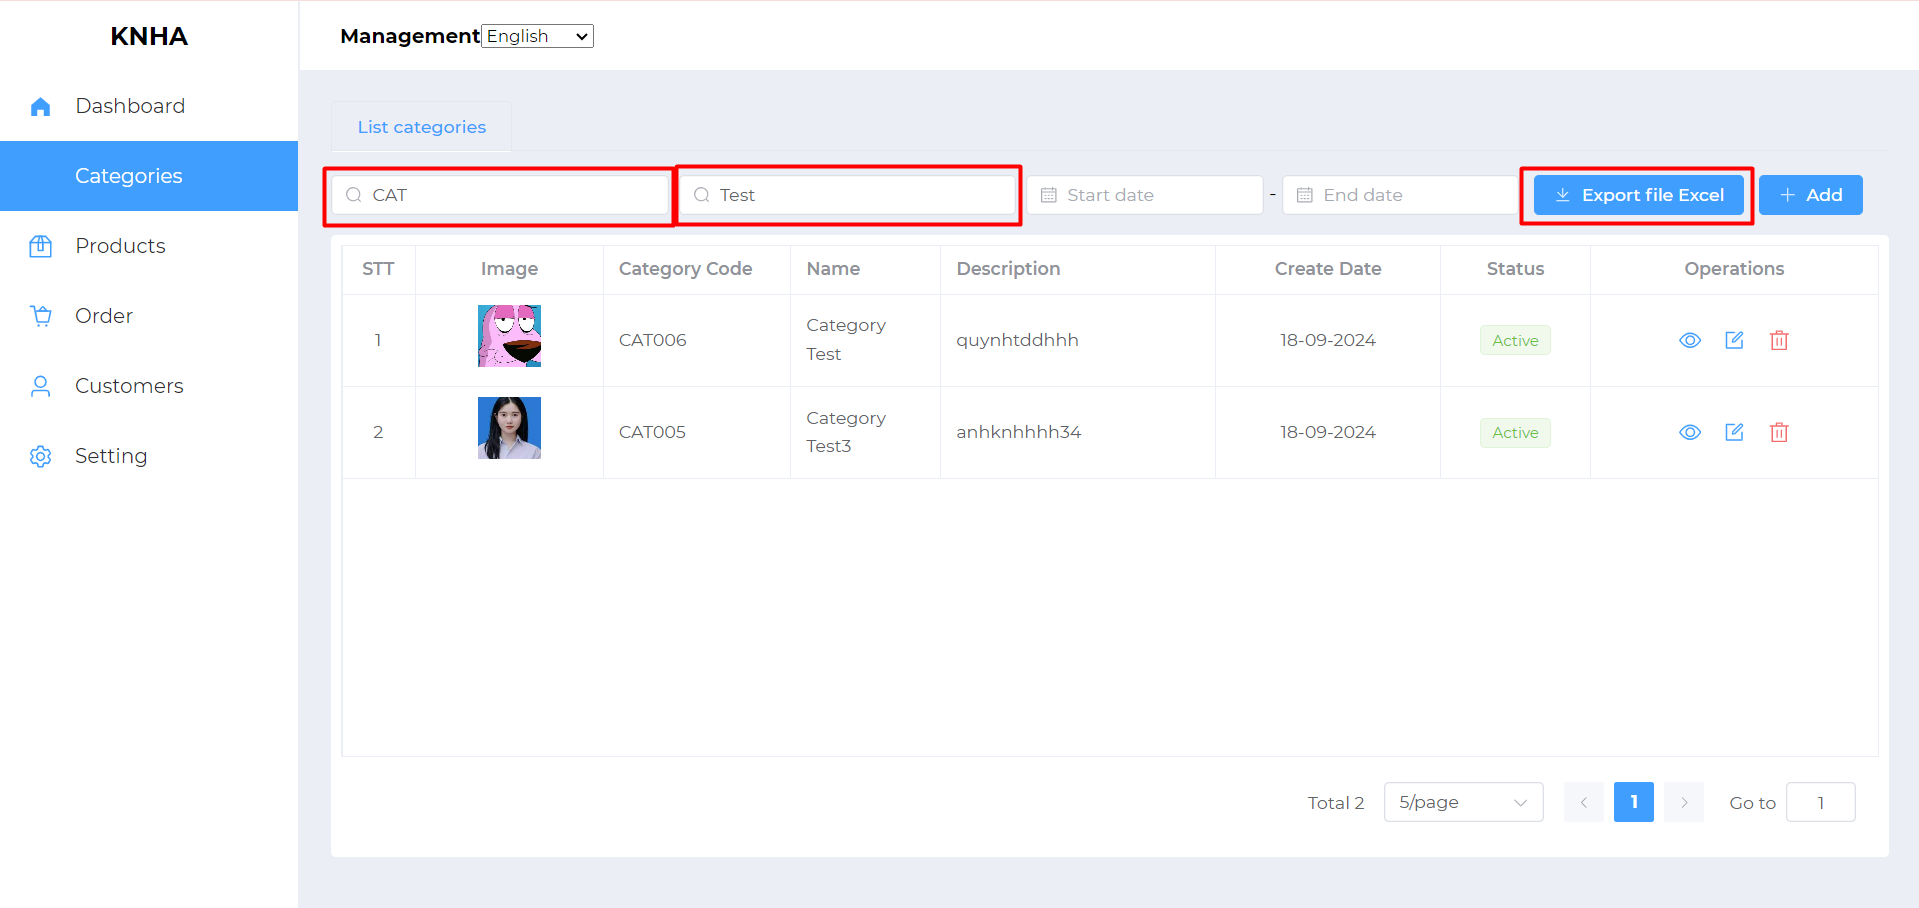 KNHA
Management English
Dashboard
Categories
Products
Order
Customers
Setting
List categories
CAT Test Start date - End date Export file Excel Add
STT Image Category Code Name Description Create Date Status Operations
1 CAT006 Category Test quynhtddhhh 18-09-2024 Active
2 CAT005 Category Test3 anhknhhhh34 18-09-2024 Active
Total 2 5/page 1 Go to 1